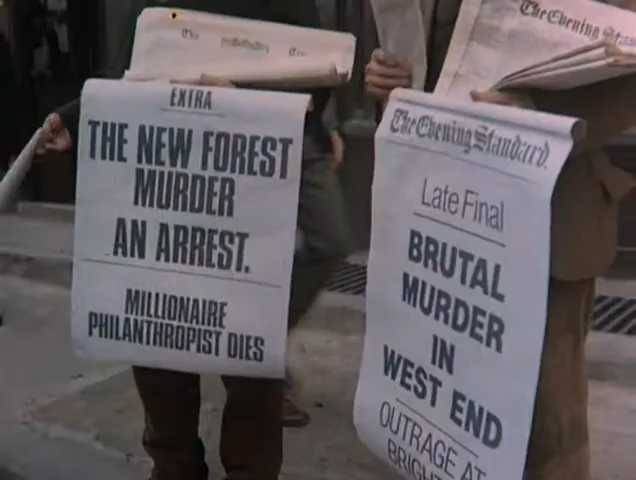 EXTRA
THE NEW FOREST
MURDER
AN ARREST.
MILLIONAIRE
PHILANTHROPIST DIES
The Evening Standard.
Late Final
BRUTAL
MURDER
IN
WEST END
OUTRAGE AT
The Evening